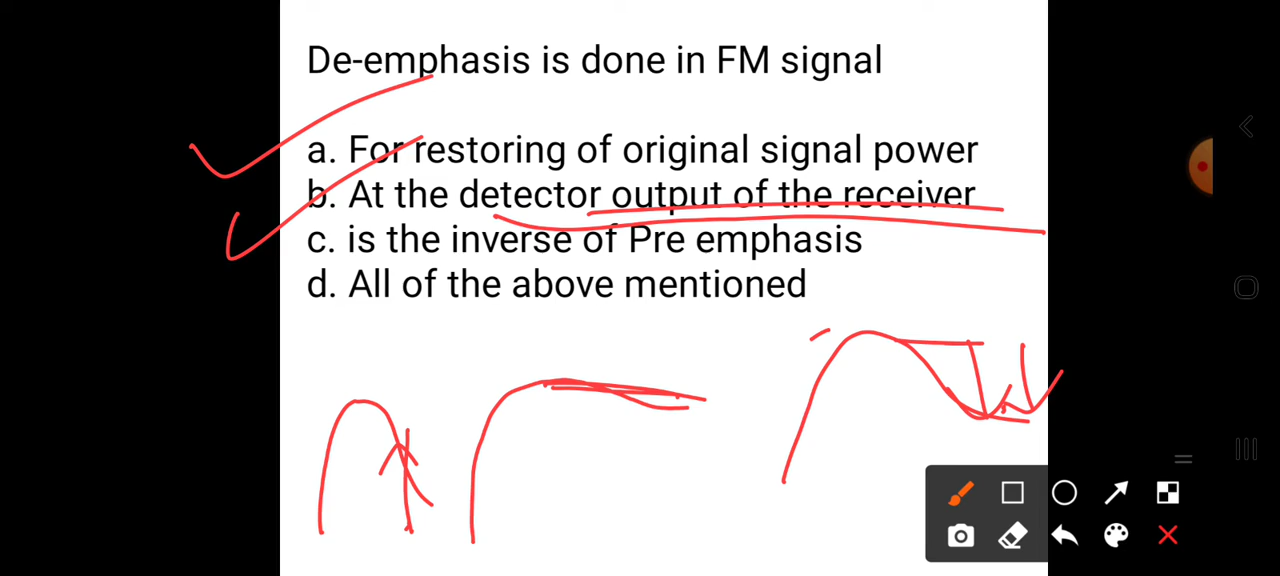 De-emphasis is done in FM signal
a. For restoring of original signal power
b. At the detector output of the receiver
c. is the inverse of Pre emphasis
d. All of the above mentioned